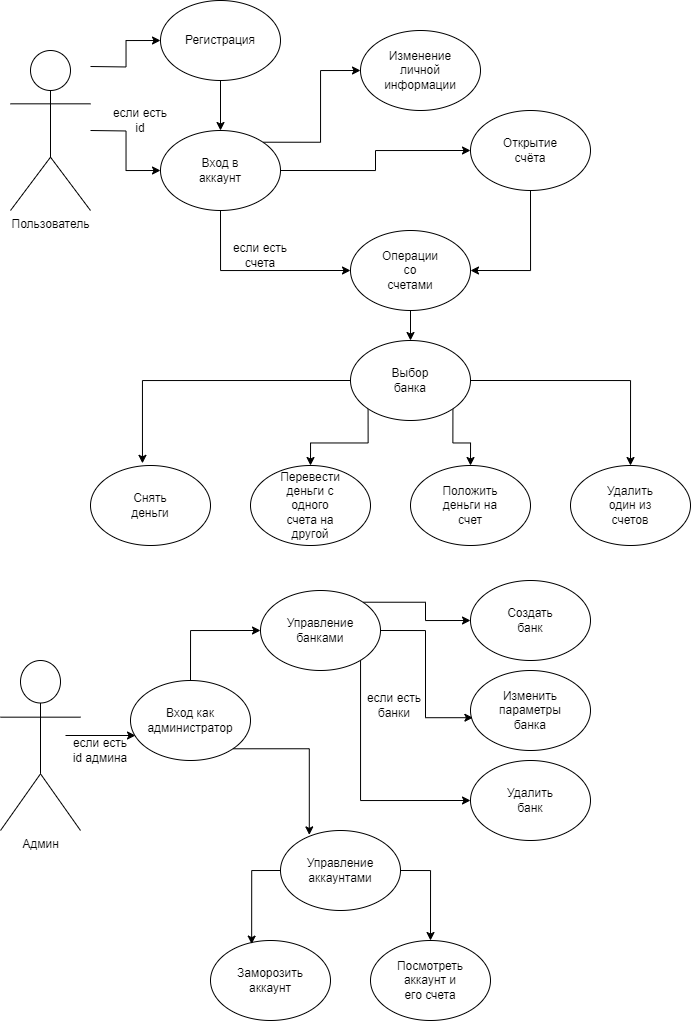 Регистрация
Изменение
личной
информации
если есть
id
Открытие
счёта
Вход в
аккаунт
Пользователь
если есть
счета
Операции
со
счетами
Выбор
банка
Снять
деньги
Перевести
деньги с
одного
счета на
другой
Положить
деньги на
счет
Удалить
один из
счетов
Управление
банками
Создать
банк
если есть
банки
Изменить
параметры
банка
Вход как
администратор
если есть
id админа
Удалить
банк
Админ
Управление
аккаунтами
Заморозить
аккаунт
Посмотреть
аккаунт и
его счета